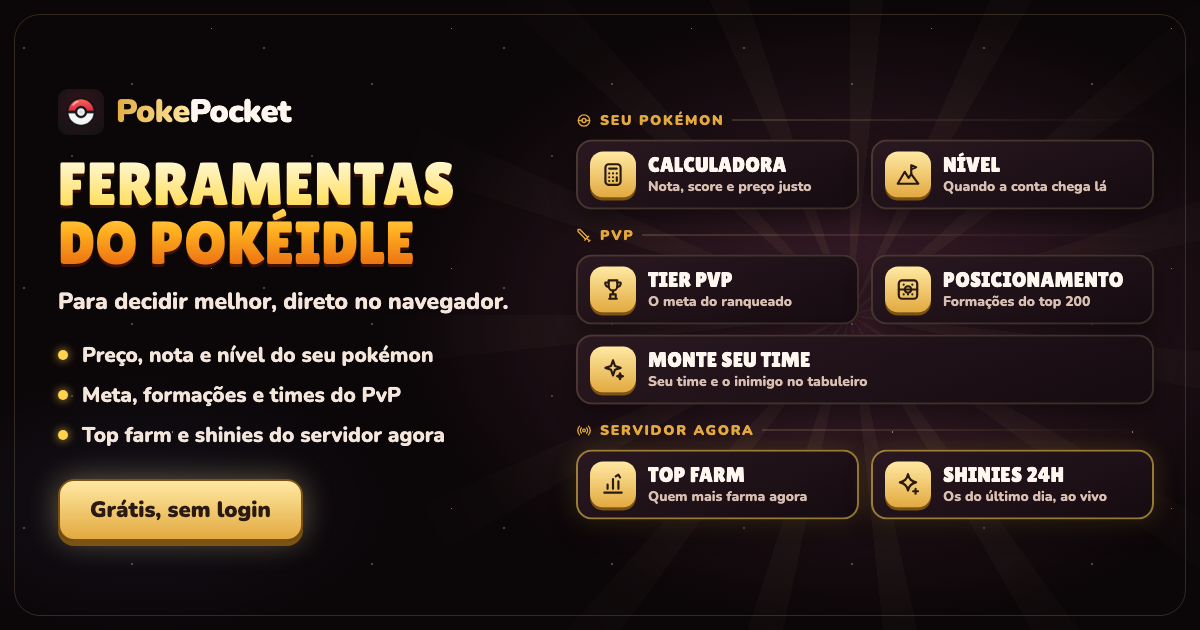 PokePocket
FERRAMENTAS
DO POKÉIDLE
Para decidir melhor, direto no navegador.
Preço, nota e nível do seu pokémon
Meta, formações e times do PvP
Top farm e shinies do servidor agora
Grátis, sem login
SEU POKÉMON
CALCULADORA
Nota, score e preço justo
NÍVEL
Quando a conta chega lá
PVP
TIER PVP
O meta do ranqueado
POSICIONAMENTO
Formações do top 200
MONTE SEU TIME
Seu time e o inimigo no tabuleiro
SERVIDOR AGORA
TOP FARM
Quem mais farma agora
SHINIES 24H
Os do último dia, ao vivo